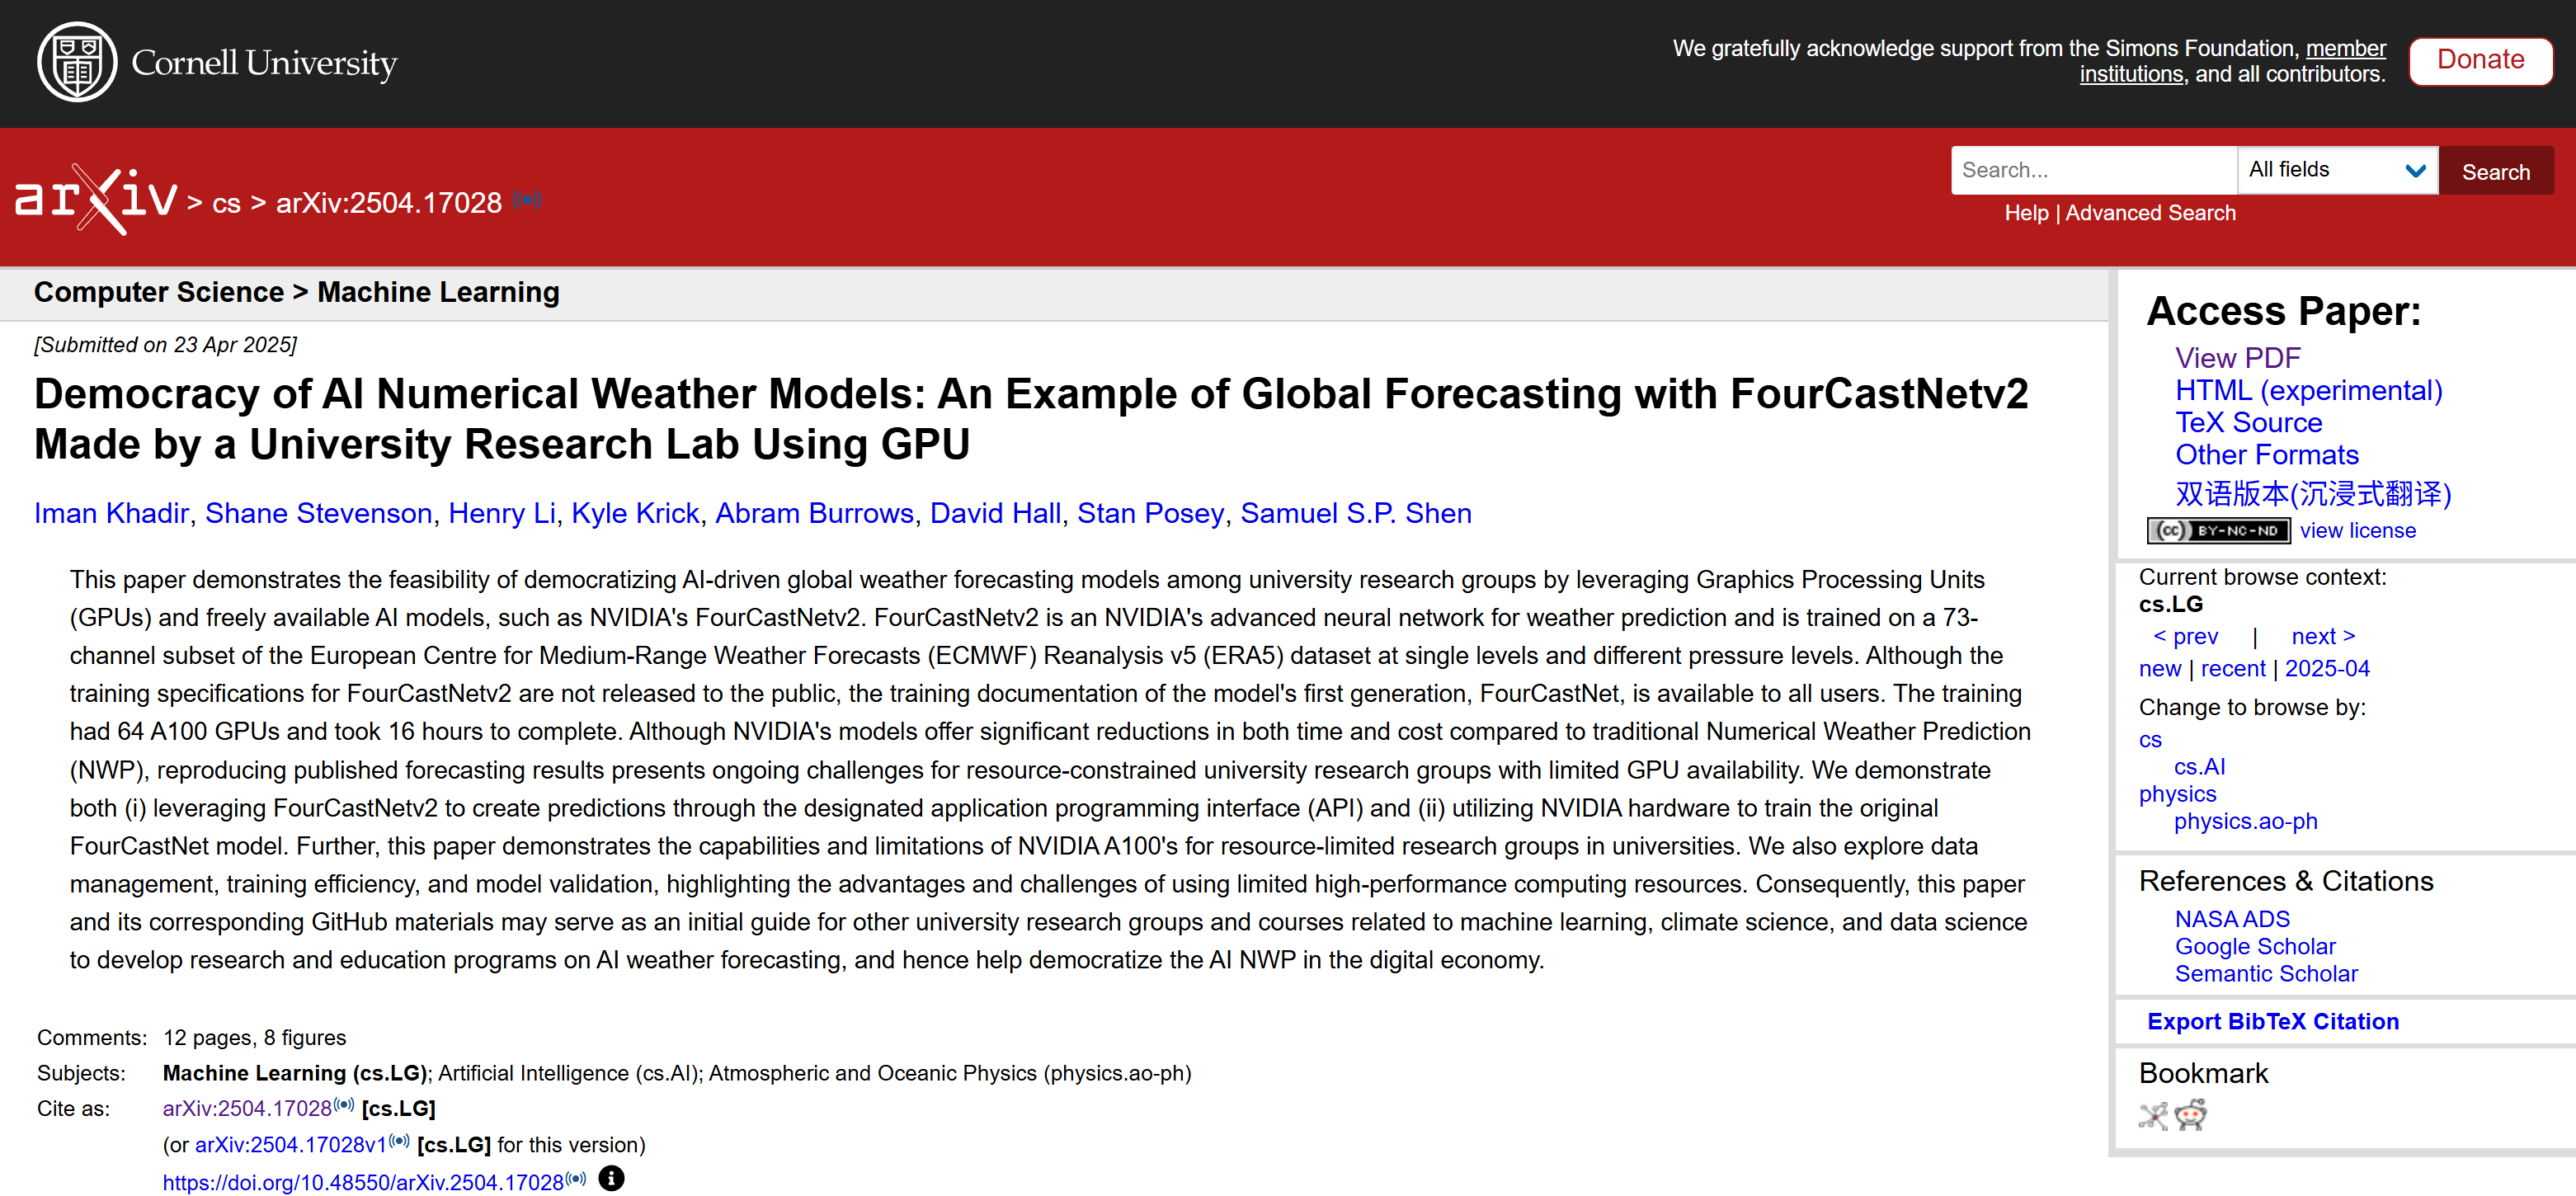 Cornell University
We gratefully acknowledge support from the Simons Foundation, member
institutions, and all contributors.
Donate
arXiv > cs > arXiv:2504.17028
Search...
All fields
Search
Help | Advanced Search
Computer Science > Machine Learning
[Submitted on 23 Apr 2025]
Democracy of AI Numerical Weather Models: An Example of Global Forecasting with FourCastNetv2
Made by a University Research Lab Using GPU
Iman Khadir, Shane Stevenson, Henry Li, Kyle Krick, Abram Burrows, David Hall, Stan Posey, Samuel S.P. Shen
This paper demonstrates the feasibility of democratizing AI-driven global weather forecasting models among university research groups by leveraging Graphics Processing Units
(GPUs) and freely available AI models, such as NVIDIA's FourCastNetv2. FourCastNetv2 is an NVIDIA's advanced neural network for weather prediction and is trained on a 73-
channel subset of the European Centre for Medium-Range Weather Forecasts (ECMWF) Reanalysis v5 (ERA5) dataset at single levels and different pressure levels. Although the
training specifications for FourCastNetv2 are not released to the public, the training documentation of the model's first generation, FourCastNet, is available to all users. The training
had 64 A100 GPUs and took 16 hours to complete. Although NVIDIA's models offer significant reductions in both time and cost compared to traditional Numerical Weather Prediction
(NWP), reproducing published forecasting results presents ongoing challenges for resource-constrained university research groups with limited GPU availability. We demonstrate
both (i) leveraging FourCastNetv2 to create predictions through the designated application programming interface (API) and (ii) utilizing NVIDIA hardware to train the original
FourCastNet model. Further, this paper demonstrates the capabilities and limitations of NVIDIA A100's for resource-limited research groups in universities. We also explore data
management, training efficiency, and model validation, highlighting the advantages and challenges of using limited high-performance computing resources. Consequently, this paper
and its corresponding GitHub materials may serve as an initial guide for other university research groups and courses related to machine learning, climate science, and data science
to develop research and education programs on AI weather forecasting, and hence help democratize the AI NWP in the digital economy.
Comments: 12 pages, 8 figures
Subjects: Machine Learning (cs.LG); Artificial Intelligence (cs.AI); Atmospheric and Oceanic Physics (physics.ao-ph)
Cite as: arXiv:2504.17028 [cs.LG]
(or arXiv:2504.17028v1 [cs.LG] for this version)
https://doi.org/10.48550/arXiv.2504.17028
Access Paper:
View PDF
HTML (experimental)
TeX Source
Other Formats
双语版本(沉浸式翻译)
(cc) BY-NC-ND view license
Current browse context:
cs.LG
< prev | next >
new | recent | 2025-04
Change to browse by:
cs
cs.AI
physics
physics.ao-ph
References & Citations
NASA ADS
Google Scholar
Semantic Scholar
Export BibTeX Citation
Bookmark